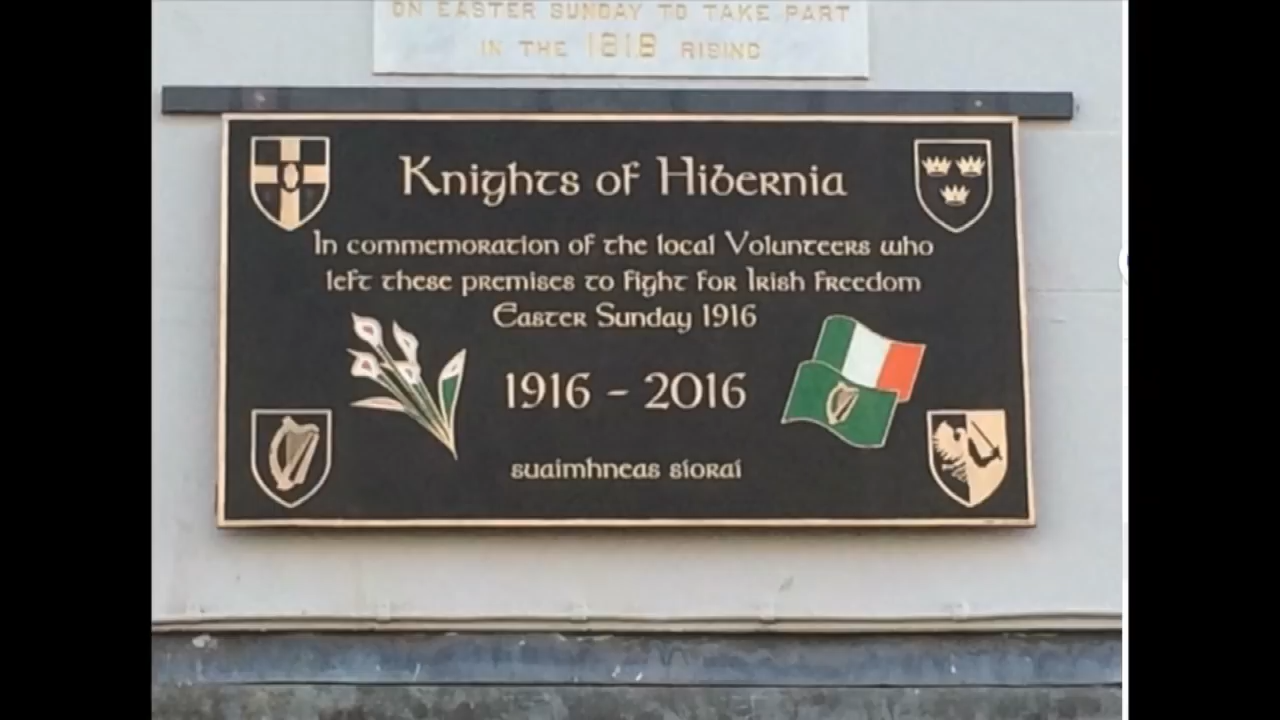 ON EASTER SUNDAY TO TAKE PART
IN THE 1916 RISING
Knights of Hibernia
In commemoration of the local Volunteers who
left these premises to fight for Irish Freedom
Easter Sunday 1916
1916 - 2016
suaimhneas síoraí